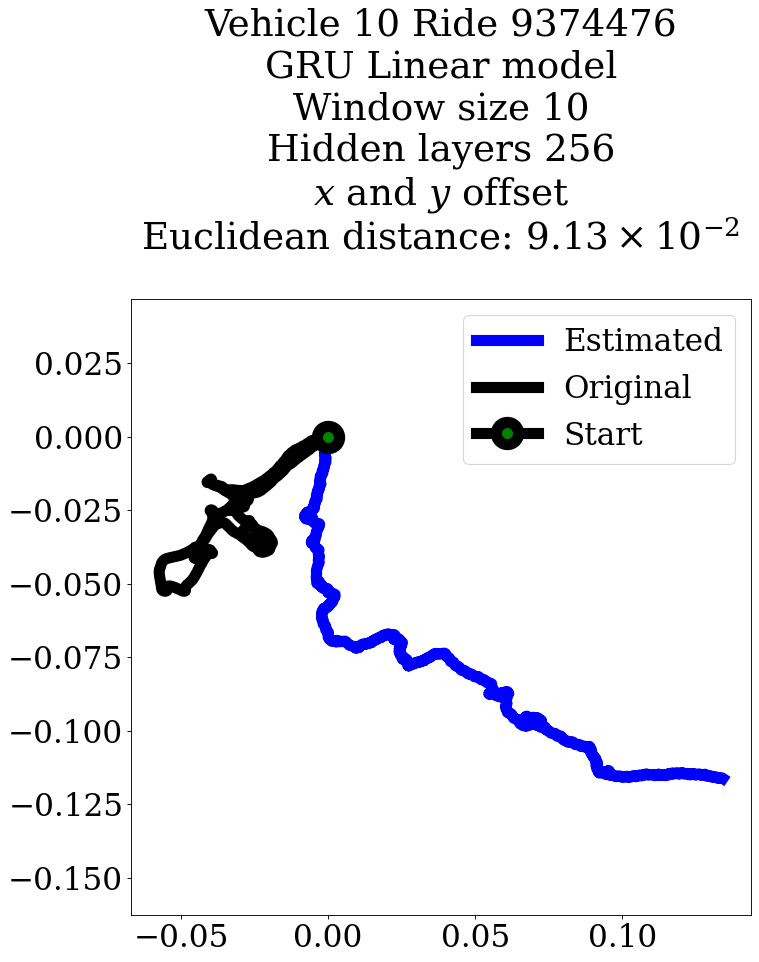 Vehicle 10 Ride 9374476
GRU Linear model
Window size 10
Hidden layers 256
x and y offset
Euclidean distance: 9.13 × 10⁻²
Estimated
Original
Start
0.025
0.000
−0.025
−0.050
−0.075
−0.100
−0.125
−0.150
−0.05 0.00 0.05 0.10